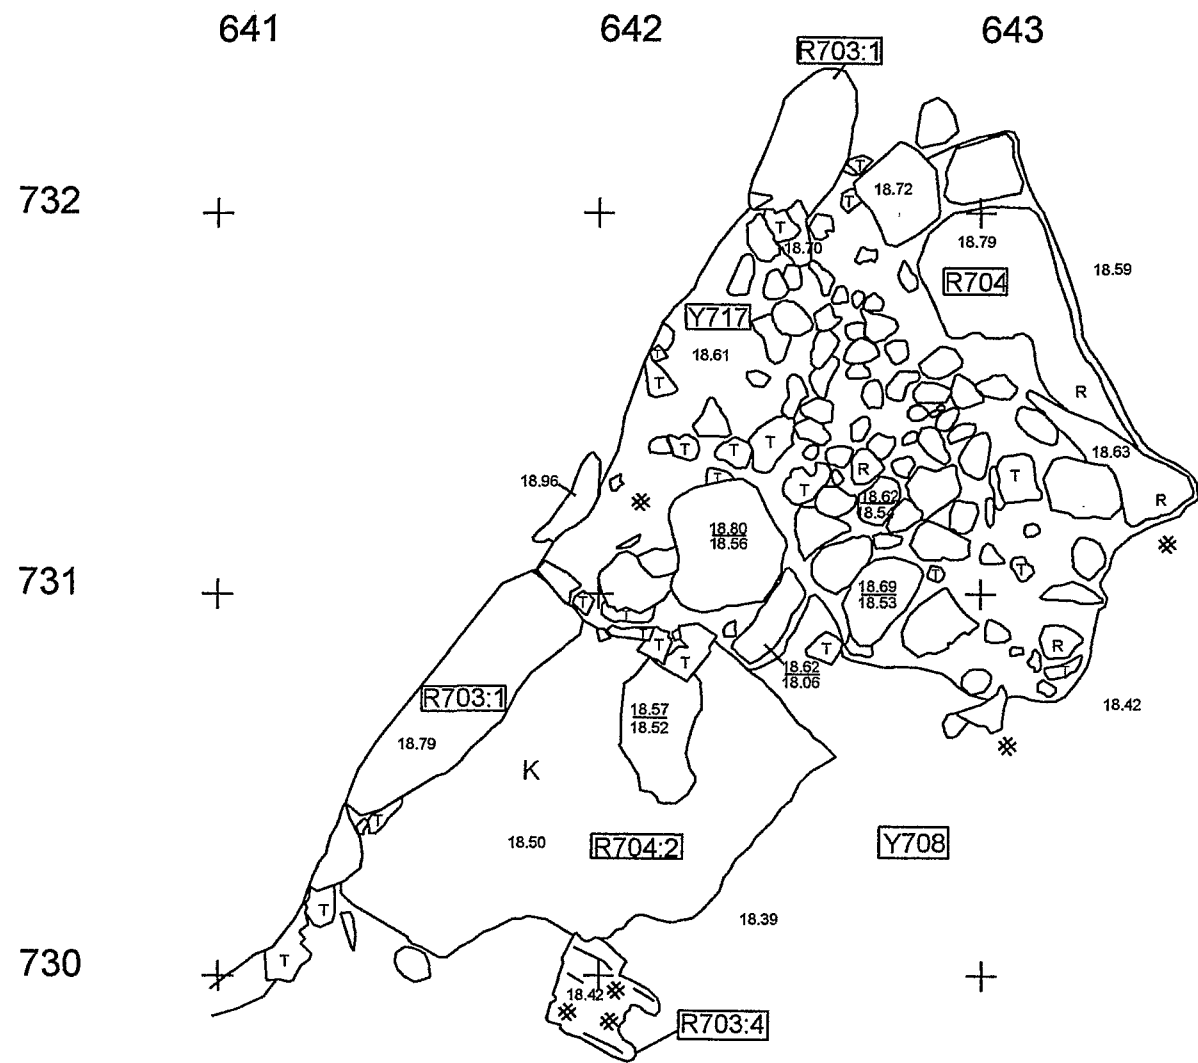 641 642 643
R703:1
T
732 18.72
T
T 18.79
18.70
18.59
R704
Y717
T 18.61
T R
T T T
18.63
R T
18.96 T T R
18.62
18.54
18.80
18.56
731 T
18.69
18.53
T T
T
T T T R
T
18.62
18.06
R703:1
18.57
18.52
18.42
18.79
K
T
18.50 R704:2 Y708
T
18.39
730 T
18.42
R703:4